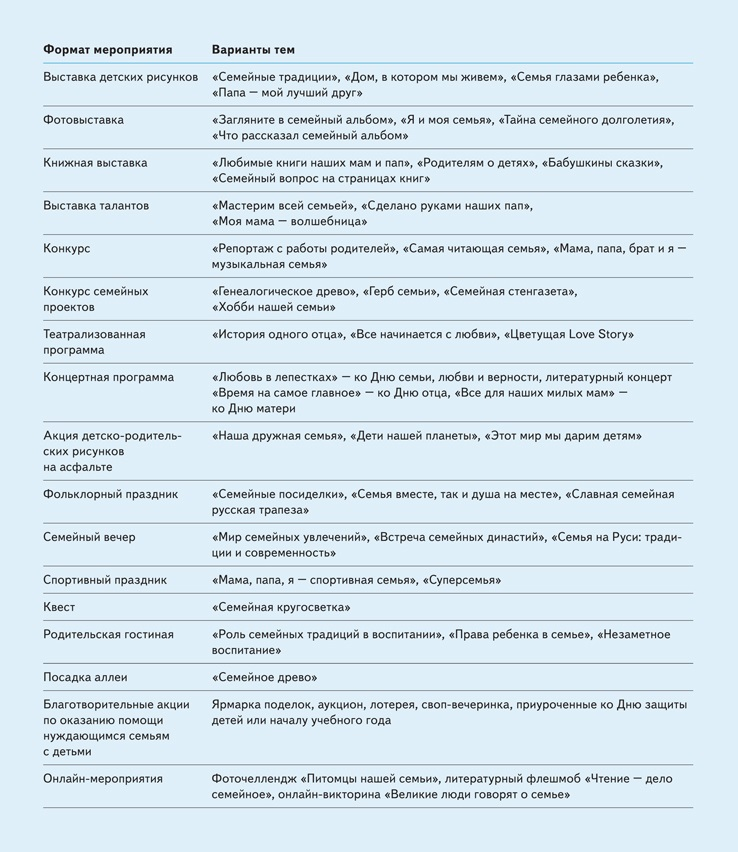 Формат мероприятия Варианты тем
Выставка детских рисунков «Семейные традиции», «Дом, в котором мы живем», «Семья глазами ребенка»,
«Папа — мой лучший друг»
Фотовыставка «Загляните в семейный альбом», «Я и моя семья», «Тайна семейного долголетия»,
«Что рассказал семейный альбом»
Книжная выставка «Любимые книги наших мам и пап», «Родителям о детях», «Бабушкины сказки»,
«Семейный вопрос на страницах книг»
Выставка талантов «Мастерим всей семьей», «Сделано руками наших пап»,
«Моя мама — волшебница»
Конкурс «Репортаж с работы родителей», «Самая читающая семья», «Мама, папа, брат и я —
музыкальная семья»
Конкурс семейных «Генеалогическое древо», «Герб семьи», «Семейная стенгазета»,
проектов «Хобби нашей семьи»
Театрализованная «История одного отца», «Все начинается с любви», «Цветущая Love Story»
программа
Концертная программа «Любовь в лепестках» — ко Дню семьи, любви и верности, литературный концерт
«Время на самое главное» — ко Дню отца, «Все для наших милых мам» —
ко Дню матери
Акция детско-родитель- «Наша дружная семья», «Дети нашей планеты», «Этот мир мы дарим детям»
ских рисунков
на асфальте
Фольклорный праздник «Семейные посиделки», «Семья вместе, так и душа на месте», «Славная семейная
русская трапеза»
Семейный вечер «Мир семейных увлечений», «Встреча семейных династий», «Семья на Руси: тради-
ции и современность»
Спортивный праздник «Мама, папа, я — спортивная семья», «Суперсемья»
Квест «Семейная кругосветка»
Родительская гостиная «Роль семейных традиций в воспитании», «Права ребенка в семье», «Незаметное
воспитание»
Посадка аллеи «Семейное древо»
Благотворительные акции Ярмарка поделок, аукцион, лотерея, своп-вечеринка, приуроченные ко Дню защиты
по оказанию помощи детей или началу учебного года
нуждающимся семьям
с детьми
Онлайн-мероприятия Фоточеллендж «Питомцы нашей семьи», литературный флешмоб «Чтение — дело
семейное», онлайн-викторина «Великие люди говорят о семье»